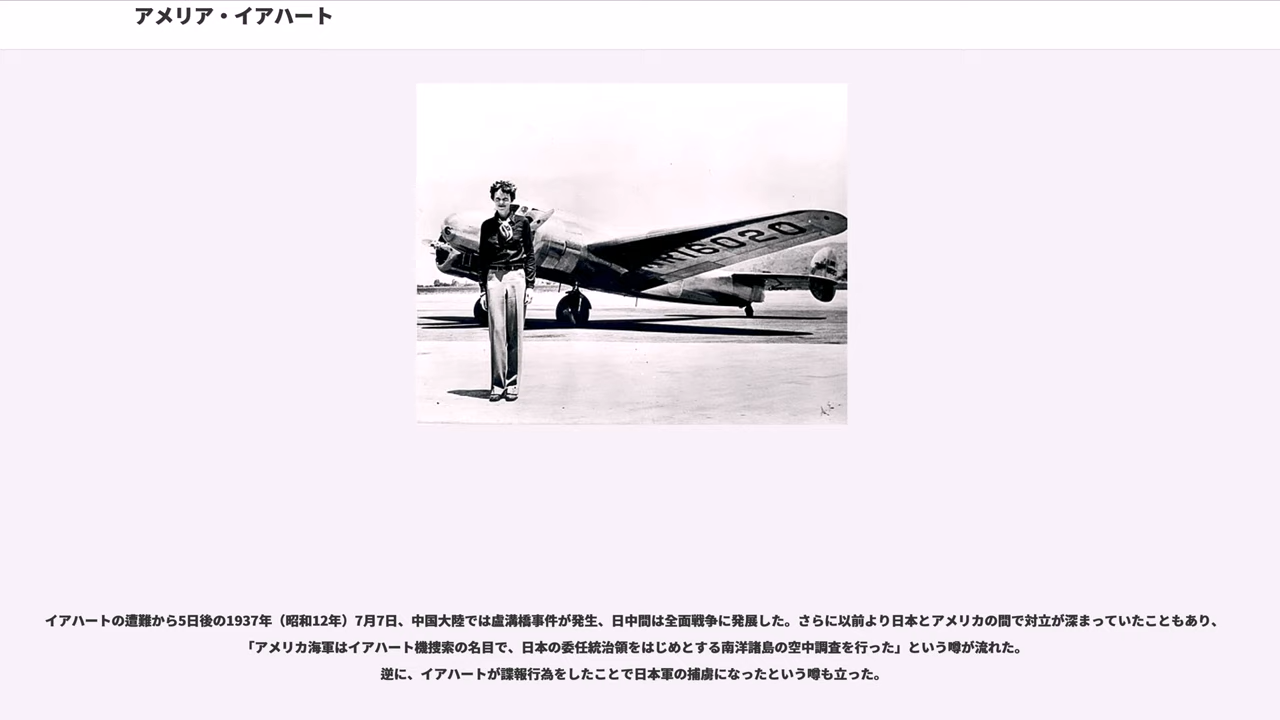 アメリア・イアハート
NR16020
イアハートの遭難から5日後の1937年（昭和12年）7月7日、中国大陸では盧溝橋事件が発生、日中間は全面戦争に発展した。さらに以前より日本とアメリカの間で対立が深まっていたこともあり、
「アメリカ海軍はイアハート機捜索の名目で、日本の委任統治領をはじめとする南洋諸島の空中調査を行った」という噂が流れた。
逆に、イアハートが諜報行為をしたことで日本軍の捕虜になったという噂も立った。